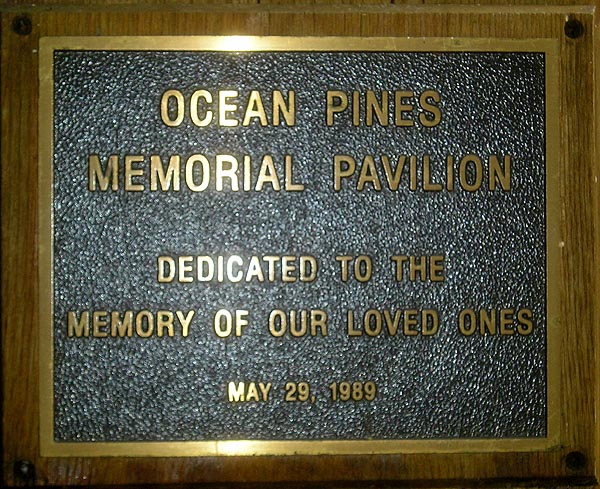 OCEAN PINES
MEMORIAL PAVILION
DEDICATED TO THE
MEMORY OF OUR LOVED ONES
MAY 29, 1989